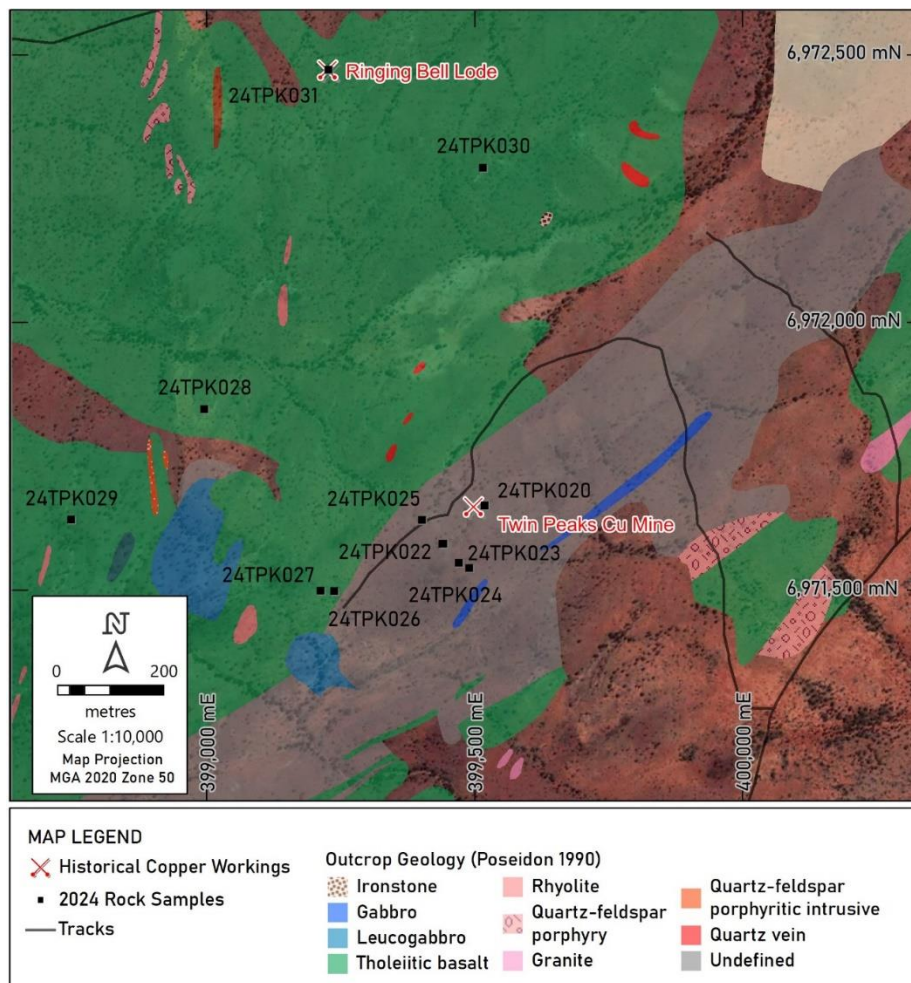 6,972,500 mN
Ringing Bell Lode
24TPK031
24TPK030
6,972,000 mN
24TPK028
24TPK029
24TPK025
24TPK020
Twin Peaks Cu Mine
24TPK022
24TPK023
24TPK027
24TPK024
24TPK026
6,971,500 mN
399,000 mE
399,500 mE
400,000 mE
N
0 200
metres
Scale 1:10,000
Map Projection
MGA 2020 Zone 50
MAP LEGEND
Historical Copper Workings
2024 Rock Samples
Tracks
Outcrop Geology (Poseidon 1990)
Ironstone
Gabbro
Leucogabbro
Tholeiitic basalt
Rhyolite
Quartz-feldspar
porphyry
Granite
Quartz-feldspar
porphyritic intrusive
Quartz vein
Undefined